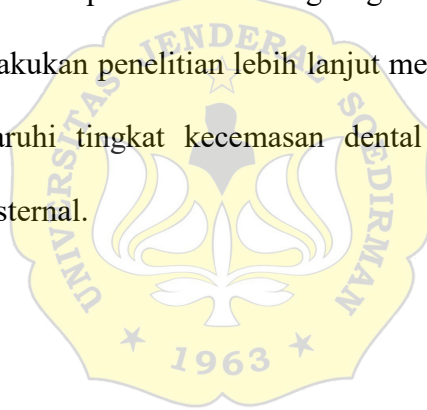 akukan penelitian lebih lanjut me
aruhi tingkat kecemasan dental
sternal.
UNIVERSITAS JENDERAL SOEDIRMAN
1963